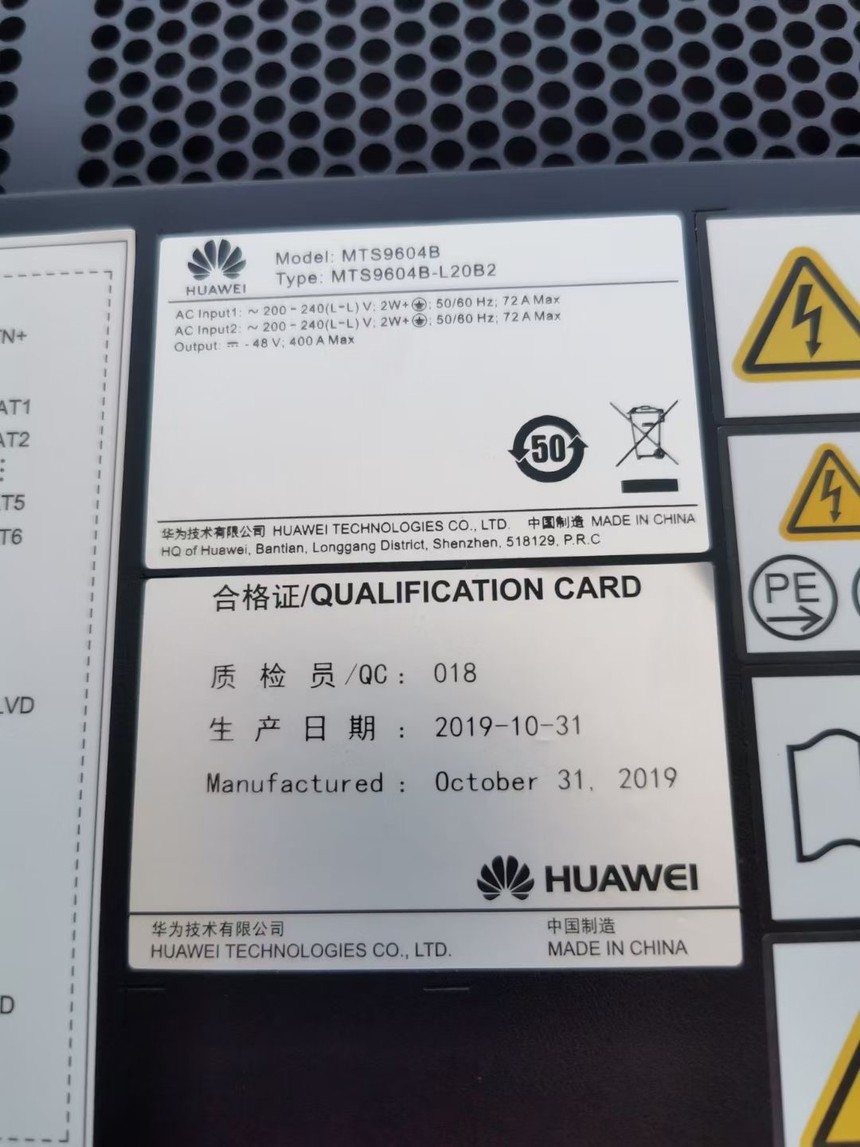 N+
AT1
AT2
T5
T6
LVD
D
HUAWEI
Model: MTS9604B
Type: MTS9604B-L20B2
AC Input1: ~ 200 - 240(L-L) V; 2W+⏚; 50/60 Hz; 72 A Max
AC Input2: ~ 200 - 240(L-L) V; 2W+⏚; 50/60 Hz; 72 A Max
Output: ⎓ - 48 V; 400 A Max
50
华为技术有限公司 HUAWEI TECHNOLOGIES CO., LTD. 中国制造 MADE IN CHINA
HQ of Huawei, Bantian, Longgang District, Shenzhen, 518129, P.R.C
合格证/QUALIFICATION CARD
质 检 员/QC: 018
生 产 日 期 : 2019-10-31
Manufactured : October 31, 2019
HUAWEI
华为技术有限公司 中国制造
HUAWEI TECHNOLOGIES CO., LTD. MADE IN CHINA
PE